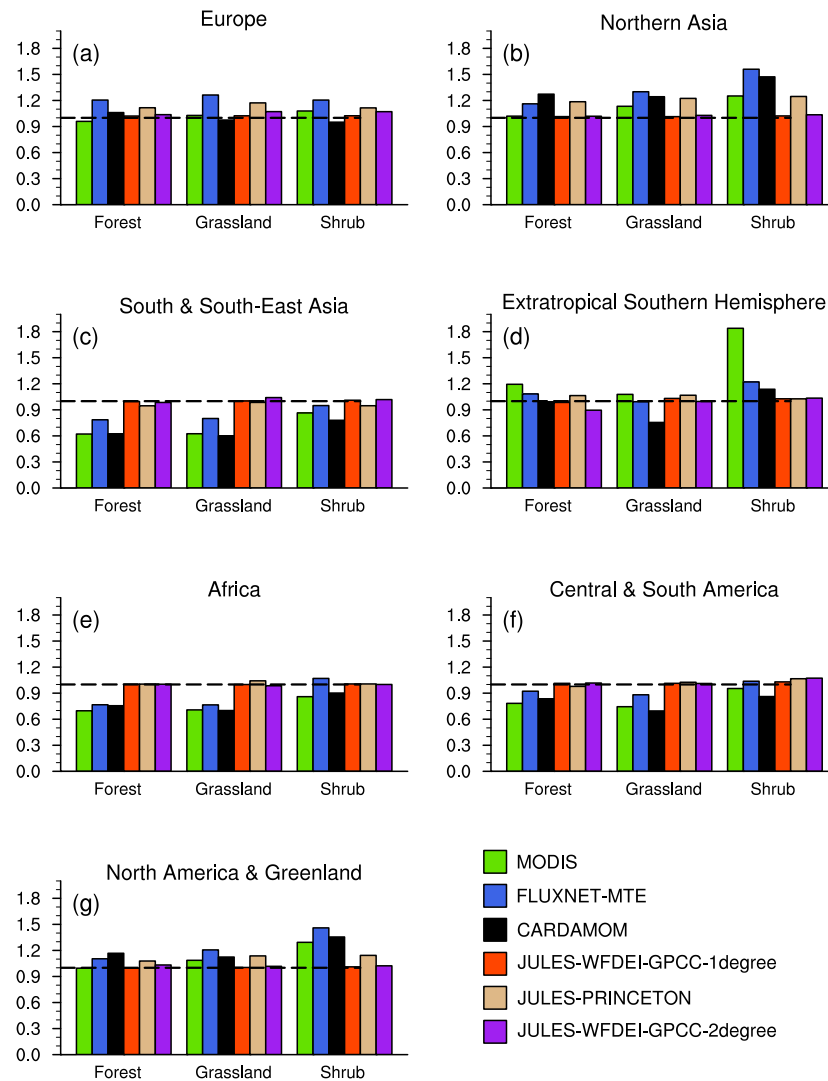 Europe
(a)
1.8
1.5
1.2
0.9
0.6
0.3
0.0
Forest Grassland Shrub
Northern Asia
(b)
1.8
1.5
1.2
0.9
0.6
0.3
0.0
Forest Grassland Shrub
South & South-East Asia
(c)
1.8
1.5
1.2
0.9
0.6
0.3
0.0
Forest Grassland Shrub
Extratropical Southern Hemisphere
(d)
1.8
1.5
1.2
0.9
0.6
0.3
0.0
Forest Grassland Shrub
Africa
(e)
1.8
1.5
1.2
0.9
0.6
0.3
0.0
Forest Grassland Shrub
Central & South America
(f)
1.8
1.5
1.2
0.9
0.6
0.3
0.0
Forest Grassland Shrub
North America & Greenland
(g)
1.8
1.5
1.2
0.9
0.6
0.3
0.0
Forest Grassland Shrub
MODIS
FLUXNET-MTE
CARDAMOM
JULES-WFDEI-GPCC-1degree
JULES-PRINCETON
JULES-WFDEI-GPCC-2degree